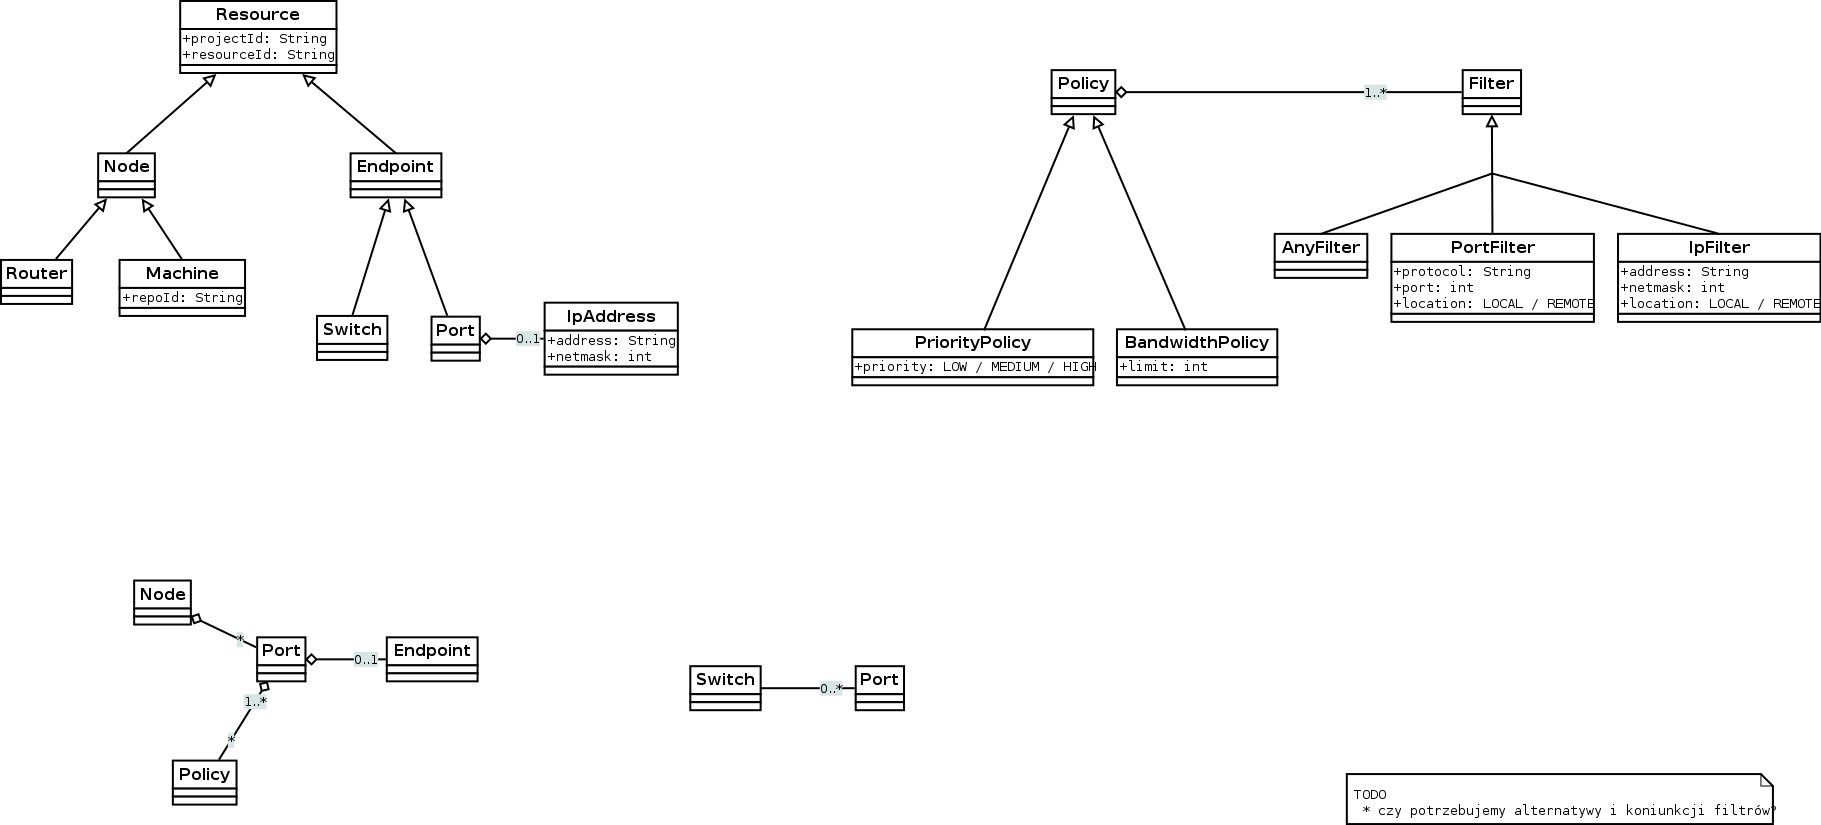 Resource
+projectId: String
+resourceId: String
Node
Endpoint
Router
Machine
+repoId: String
Switch
Port
0..1
IpAddress
+address: String
+netmask: int
Policy
1..*
Filter
AnyFilter
PortFilter
+protocol: String
+port: int
+location: LOCAL / REMOTE
IpFilter
+address: String
+netmask: int
+location: LOCAL / REMOTE
PriorityPolicy
+priority: LOW / MEDIUM / HIGH
BandwidthPolicy
+limit: int
Node
*
Port
0..1
Endpoint
1..*
*
Policy
Switch
0..*
Port
TODO
* czy potrzebujemy alternatywy i koniunkcji filtrów?